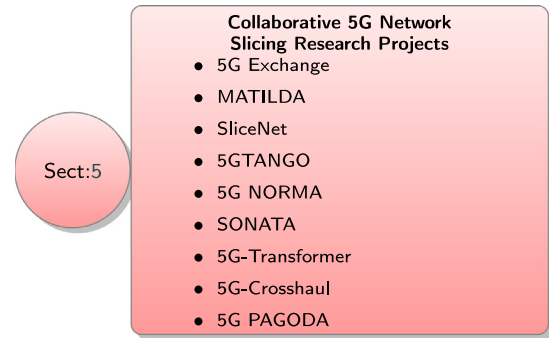 Collaborative 5G Network
Slicing Research Projects
• 5G Exchange
• MATILDA
• SliceNet
• 5GTANGO
• 5G NORMA
• SONATA
• 5G-Transformer
• 5G-Crosshaul
• 5G PAGODA
Sect:5